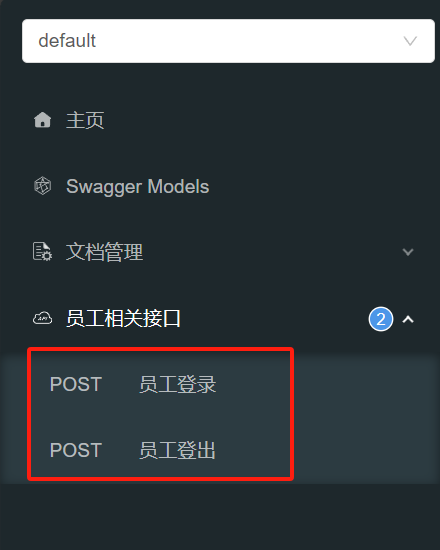 default
主页
Swagger Models
文档管理
员工相关接口 2
POST 员工登录
POST 员工登出